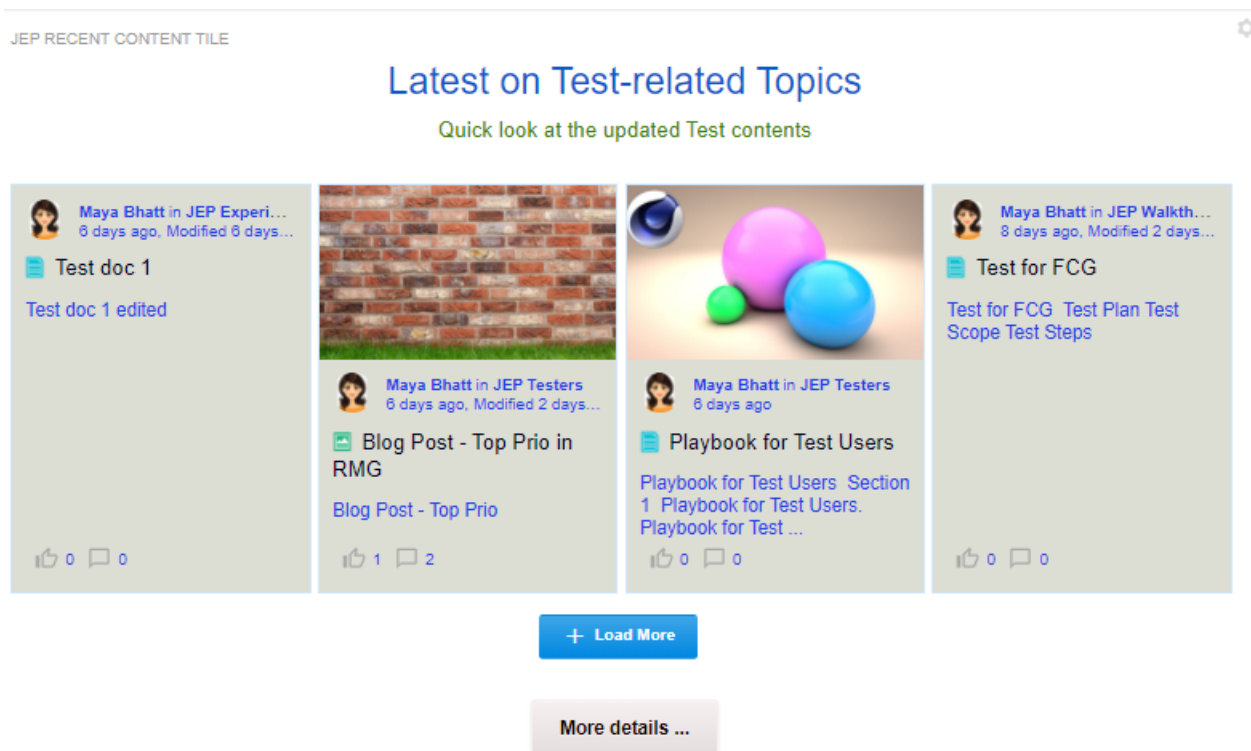 JEP RECENT CONTENT TILE
Latest on Test-related Topics
Quick look at the updated Test contents
Maya Bhatt in JEP Experi...
6 days ago, Modified 6 days...
Test doc 1
Test doc 1 edited
0 0
Maya Bhatt in JEP Testers
6 days ago, Modified 2 days...
Blog Post - Top Prio in
RMG
Blog Post - Top Prio
1 2
Maya Bhatt in JEP Testers
6 days ago
Playbook for Test Users
Playbook for Test Users Section
1 Playbook for Test Users.
Playbook for Test ...
0 0
Maya Bhatt in JEP Walkth...
8 days ago, Modified 2 days...
Test for FCG
Test for FCG Test Plan Test
Scope Test Steps
0 0
+ Load More
More details ...